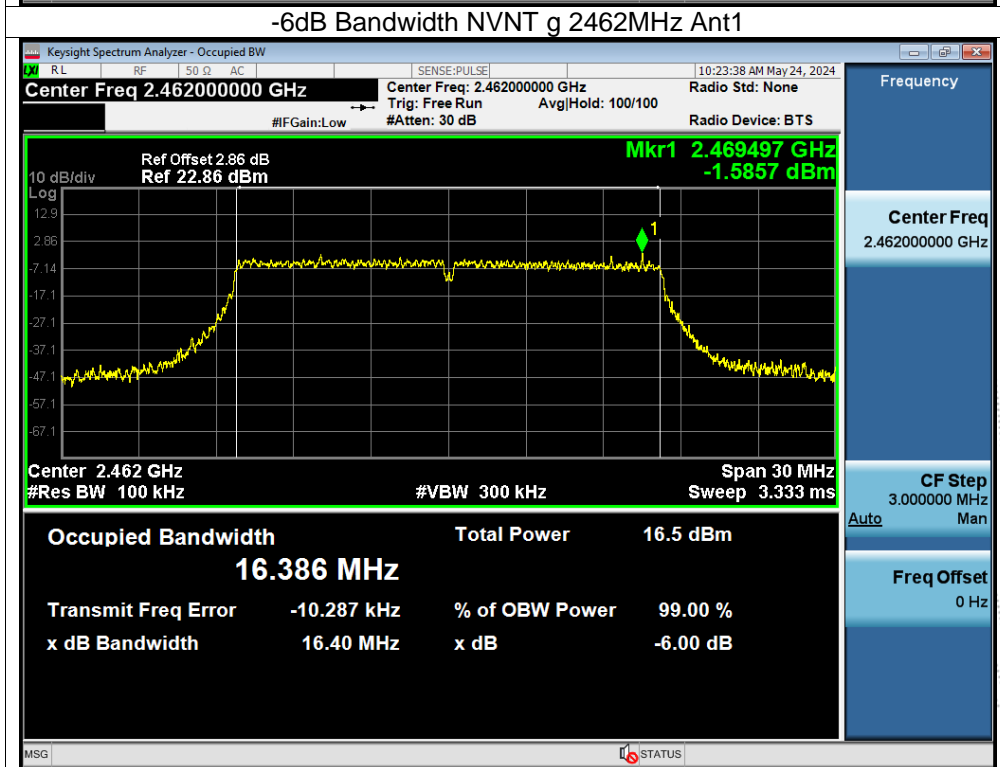 -6dB Bandwidth NVNT g 2462MHz Ant1
Keysight Spectrum Analyzer - Occupied BW
LXI RL RF 50 Ω AC SENSE:PULSE 10:23:38 AM May 24, 2024
Center Freq 2.462000000 GHz
Center Freq: 2.462000000 GHz Radio Std: None
Trig: Free Run Avg|Hold: 100/100
#IFGain:Low #Atten: 30 dB Radio Device: BTS
Mkr1 2.469497 GHz
-1.5857 dBm
Ref Offset 2.86 dB
10 dB/div Ref 22.86 dBm
Log
12.9
2.86
-7.14
-17.1
-27.1
-37.1
-47.1
-57.1
-67.1
1
Center 2.462 GHz Span 30 MHz
#Res BW 100 kHz #VBW 300 kHz Sweep 3.333 ms
Occupied Bandwidth Total Power 16.5 dBm
16.386 MHz
Transmit Freq Error -10.287 kHz % of OBW Power 99.00 %
x dB Bandwidth 16.40 MHz x dB -6.00 dB
MSG STATUS
Frequency
Center Freq
2.462000000 GHz
CF Step
3.000000 MHz
Auto Man
Freq Offset
0 Hz